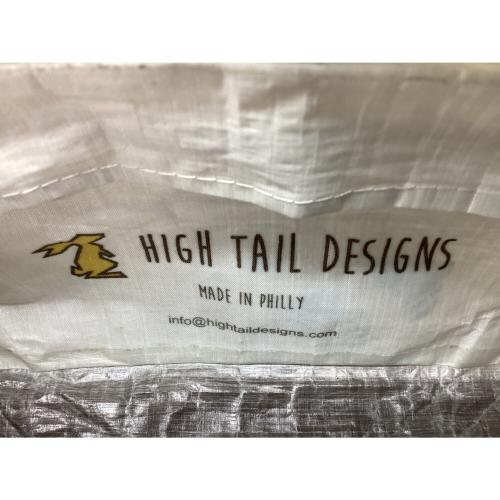 HIGH TAIL DESIGNS
MADE IN PHILLY
info@hightaildesigns.com